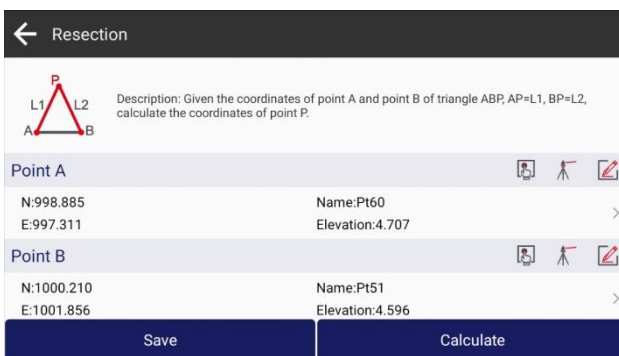 Resection
P
L1 L2
A B
Description: Given the coordinates of point A and point B of triangle ABP, AP=L1, BP=L2,
calculate the coordinates of point P.
Point A
N:998.885 Name:Pt60
E:997.311 Elevation:4.707
Point B
N:1000.210 Name:Pt51
E:1001.856 Elevation:4.596
Save Calculate